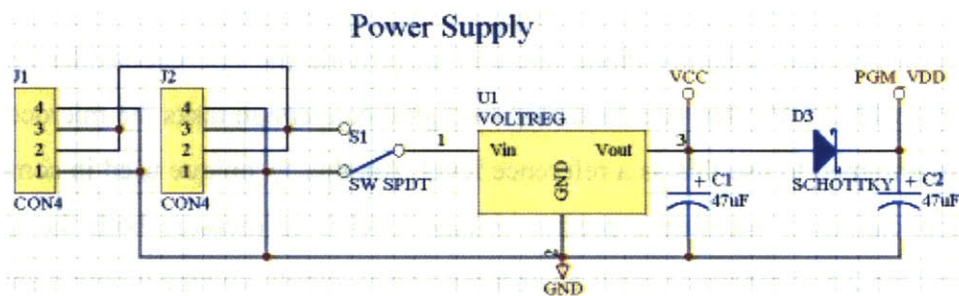 Power Supply
J1
4
3
2
1
CON4
J2
4
3
2
1
CON4
S1
SW SPDT
1
U1
VOLTREG
Vin
Vout
GND
2
GND
3
VCC
+ C1
47uF
D3
SCHOTTKY
PGM_VDD
+ C2
47uF